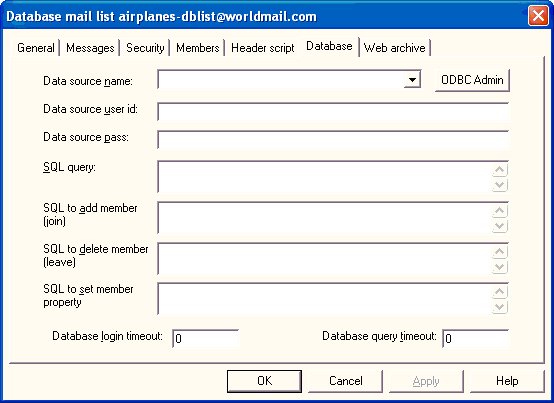 Database mail list airplanes-dblist@worldmail.com
General Messages Security Members Header script Database Web archive
Data source name: ODBC Admin
Data source user id:
Data source pass:
SQL query:
SQL to add member
(join)
SQL to delete member
(leave)
SQL to set member
property
Database login timeout: 0 Database query timeout: 0
OK Cancel Apply Help